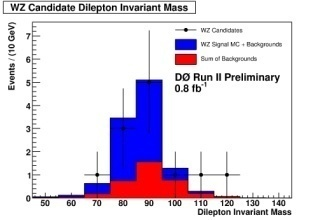 WZ Candidate Dilepton Invariant Mass
Events / (10 GeV)
7
6
5
4
3
2
1
0
WZ Candidates
WZ Signal MC + Backgrounds
Sum of Backgrounds
DØ Run II Preliminary
0.8 fb⁻¹
50 60 70 80 90 100 110 120 130 140
Dilepton Invariant Mass